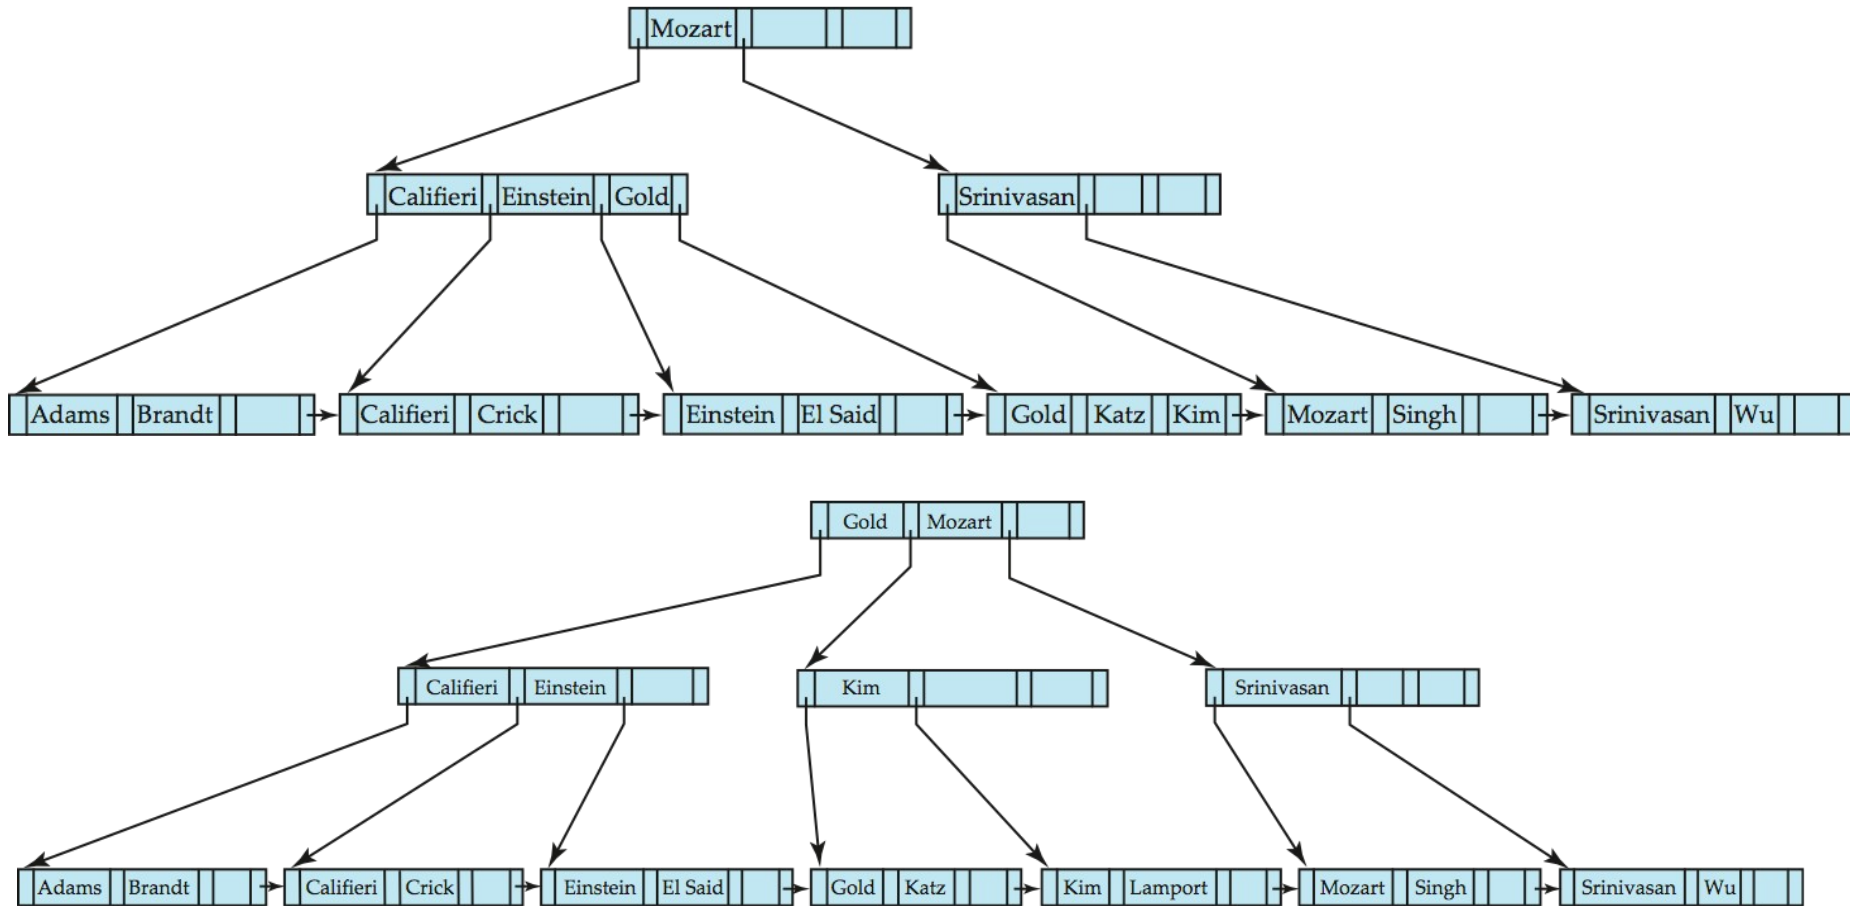 Mozart
Califieri Einstein Gold Srinivasan
Adams Brandt Califieri Crick Einstein El Said Gold Katz Kim Mozart Singh Srinivasan Wu
Gold Mozart
Califieri Einstein Kim Srinivasan
Adams Brandt Califieri Crick Einstein El Said Gold Katz Kim Lamport Mozart Singh Srinivasan Wu